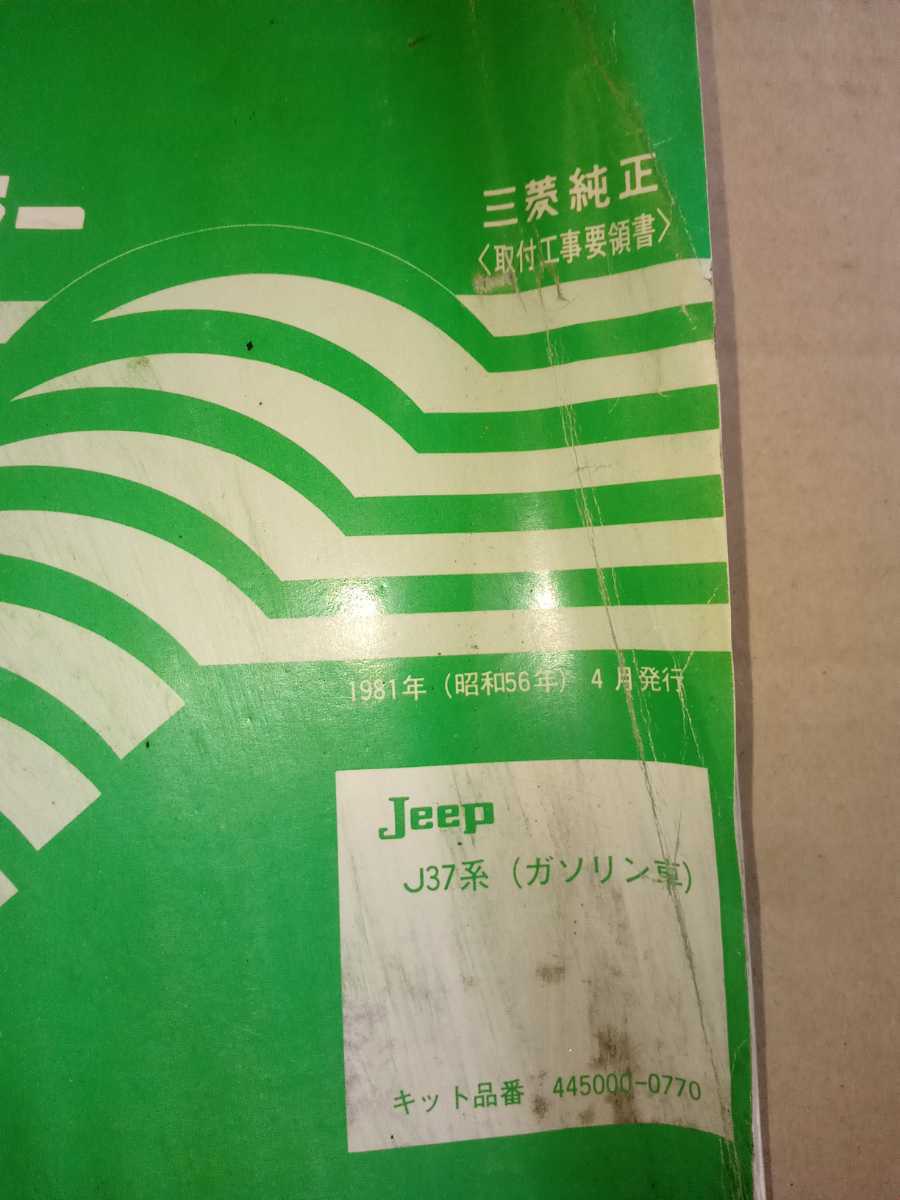 ー
三菱純正
〈取付工事要領書〉
1981年（昭和56年）4月発行
Jeep
J37系（ガソリン車）
キット品番 445000-0770